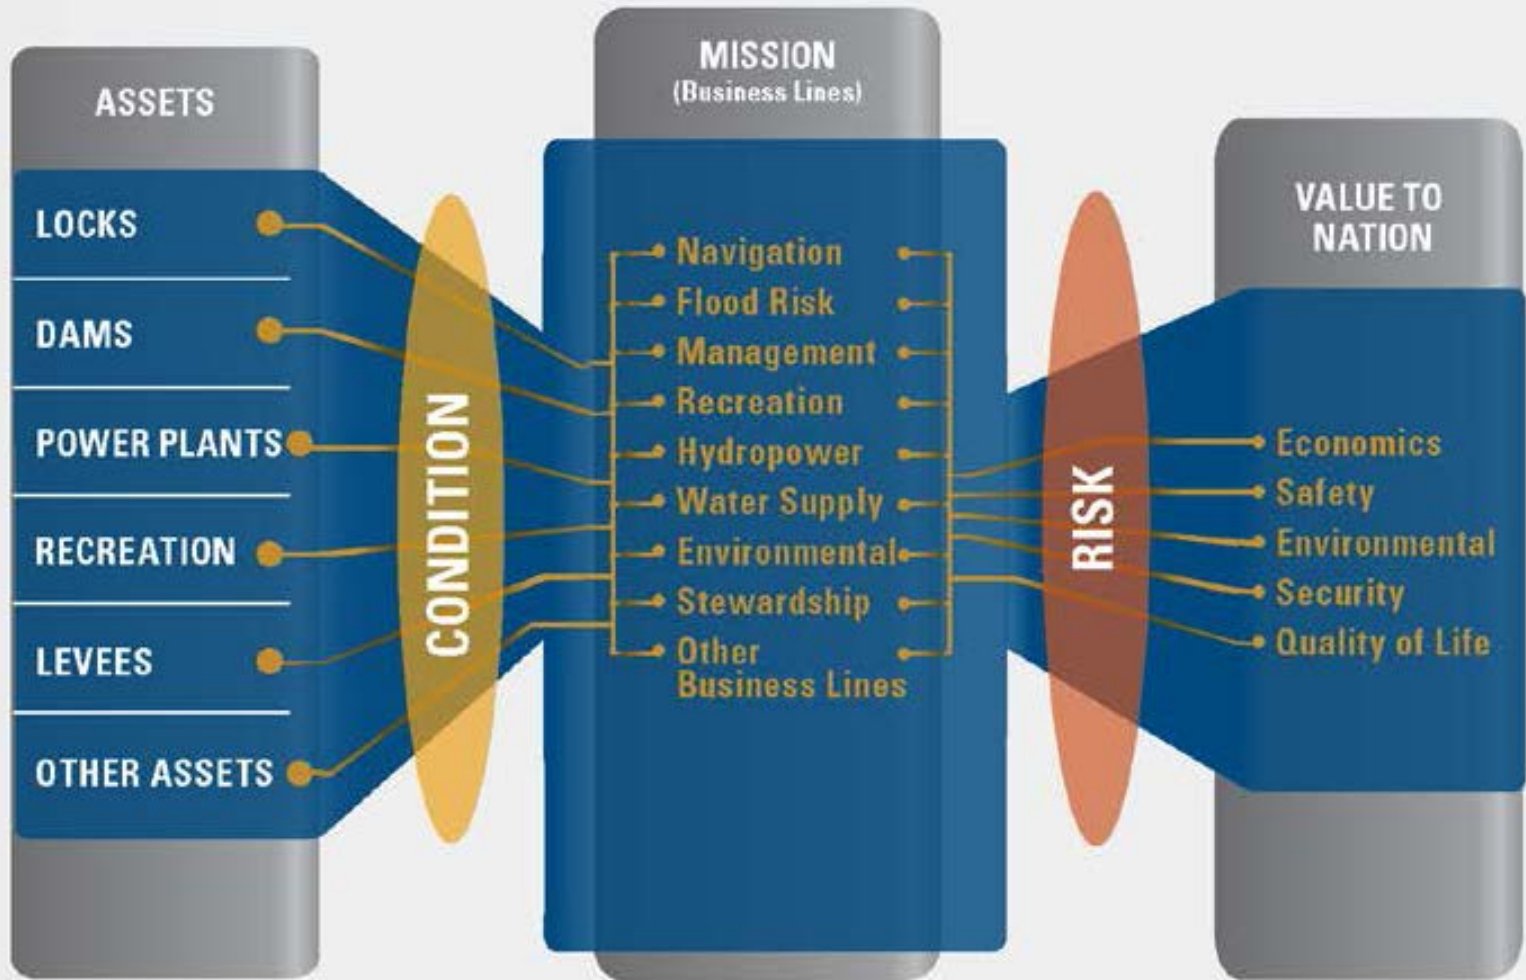 ASSETS
LOCKS
DAMS
POWER PLANTS
RECREATION
LEVEES
OTHER ASSETS
CONDITION
MISSION
(Business Lines)
Navigation
Flood Risk
Management
Recreation
Hydropower
Water Supply
Environmental
Stewardship
Other
Business Lines
RISK
VALUE TO
NATION
Economics
Safety
Environmental
Security
Quality of Life